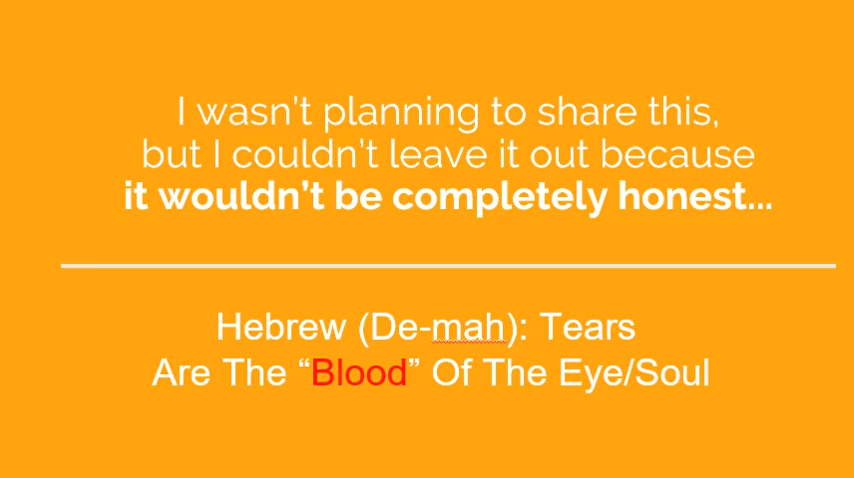 I wasn’t planning to share this,
but I couldn’t leave it out because
it wouldn’t be completely honest...
Hebrew (De-mah): Tears
Are The “Blood” Of The Eye/Soul